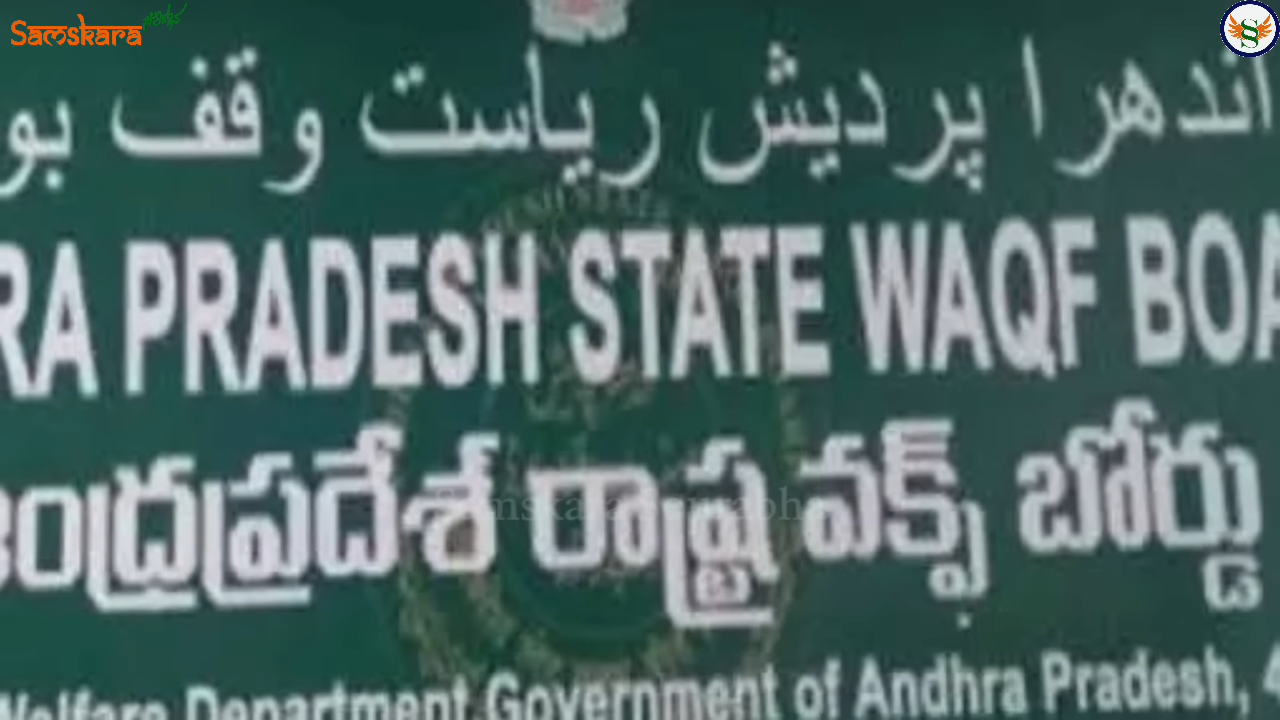 Samskara
اندھرا پردیش ریاست وقف بو
RA PRADESH STATE WAQF BOA
ఆంధ్రప్రదేశ్ రాష్ట్ర వక్ఫ్ బోర్డు
Welfare Department Government of Andhra Pradesh, 4